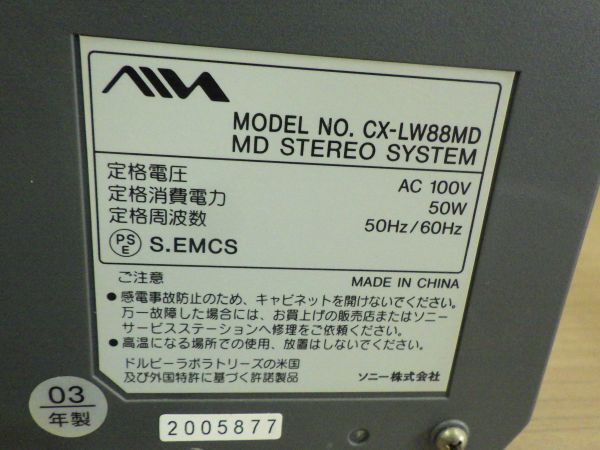 AIWA
MODEL NO. CX-LW88MD
MD STEREO SYSTEM
定格電圧 AC 100V
定格消費電力 50W
定格周波数 50Hz/60Hz
PS
E S.EMCS
ご注意 MADE IN CHINA
● 感電事故防止のため、キャビネットを開けないでください。
万一故障した場合には、お買上げの販売店またはソニー
サービスステーションへ修理をご依頼ください。
● 高温になる場所での使用、放置はしないでください。
ドルビーラボラトリーズの米国
及び外国特許に基づく許諾製品 ソニー株式会社
03
年製
2005877